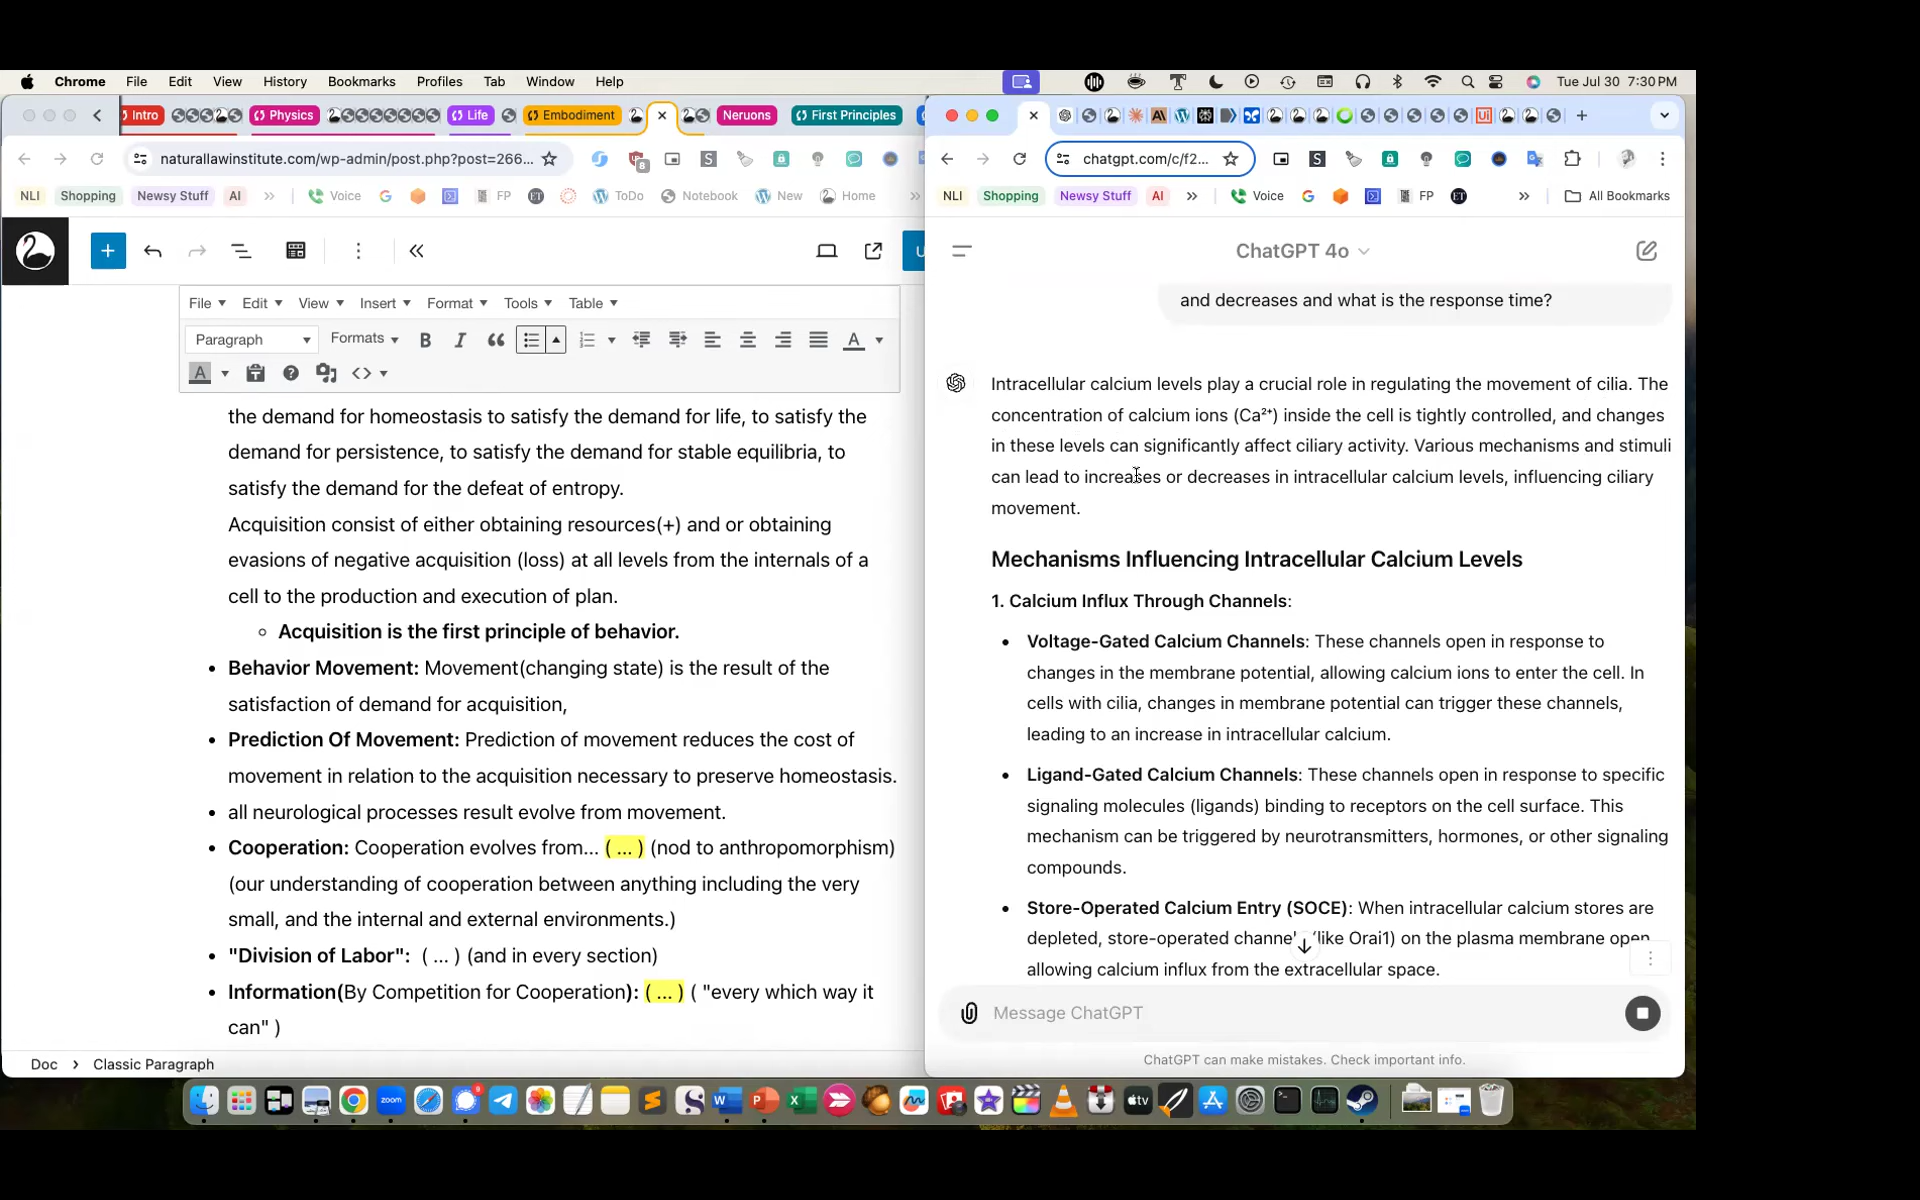 Chrome File Edit View History Bookmarks Profiles Tab Window Help
Tue Jul 30 7:30 PM
Intro Physics Life Embodiment Neruons First Principles
naturallawinstitute.com/wp-admin/post.php?post=266...
NLI Shopping Newsy Stuff AI » Voice G FP ET ToDo Notebook New Home »
File Edit View Insert Format Tools Table
Paragraph Formats B I A
A
the demand for homeostasis to satisfy the demand for life, to satisfy the
demand for persistence, to satisfy the demand for stable equilibria, to
satisfy the demand for the defeat of entropy.
Acquisition consist of either obtaining resources(+) and or obtaining
evasions of negative acquisition (loss) at all levels from the internals of a
cell to the production and execution of plan.
Acquisition is the first principle of behavior.
Behavior Movement: Movement(changing state) is the result of the
satisfaction of demand for acquisition,
Prediction Of Movement: Prediction of movement reduces the cost of
movement in relation to the acquisition necessary to preserve homeostasis.
all neurological processes result evolve from movement.
Cooperation: Cooperation evolves from... ( ... ) (nod to anthropomorphism)
(our understanding of cooperation between anything including the very
small, and the internal and external environments.)
"Division of Labor": ( ... ) (and in every section)
Information(By Competition for Cooperation): ( ... ) ( "every which way it
can" )
Doc › Classic Paragraph
chatgpt.com/c/f2...
NLI Shopping Newsy Stuff AI » Voice G FP ET » All Bookmarks
ChatGPT 4o
and decreases and what is the response time?
Intracellular calcium levels play a crucial role in regulating the movement of cilia. The
concentration of calcium ions (Ca²⁺) inside the cell is tightly controlled, and changes
in these levels can significantly affect ciliary activity. Various mechanisms and stimuli
can lead to increases or decreases in intracellular calcium levels, influencing ciliary
movement.
Mechanisms Influencing Intracellular Calcium Levels
1. Calcium Influx Through Channels:
Voltage-Gated Calcium Channels: These channels open in response to
changes in the membrane potential, allowing calcium ions to enter the cell. In
cells with cilia, changes in membrane potential can trigger these channels,
leading to an increase in intracellular calcium.
Ligand-Gated Calcium Channels: These channels open in response to specific
signaling molecules (ligands) binding to receptors on the cell surface. This
mechanism can be triggered by neurotransmitters, hormones, or other signaling
compounds.
Store-Operated Calcium Entry (SOCE): When intracellular calcium stores are
depleted, store-operated (like Orai1) on the plasma membrane open,
allowing calcium influx from the extracellular space.
Message ChatGPT
ChatGPT can make mistakes. Check important info.
zoom tv